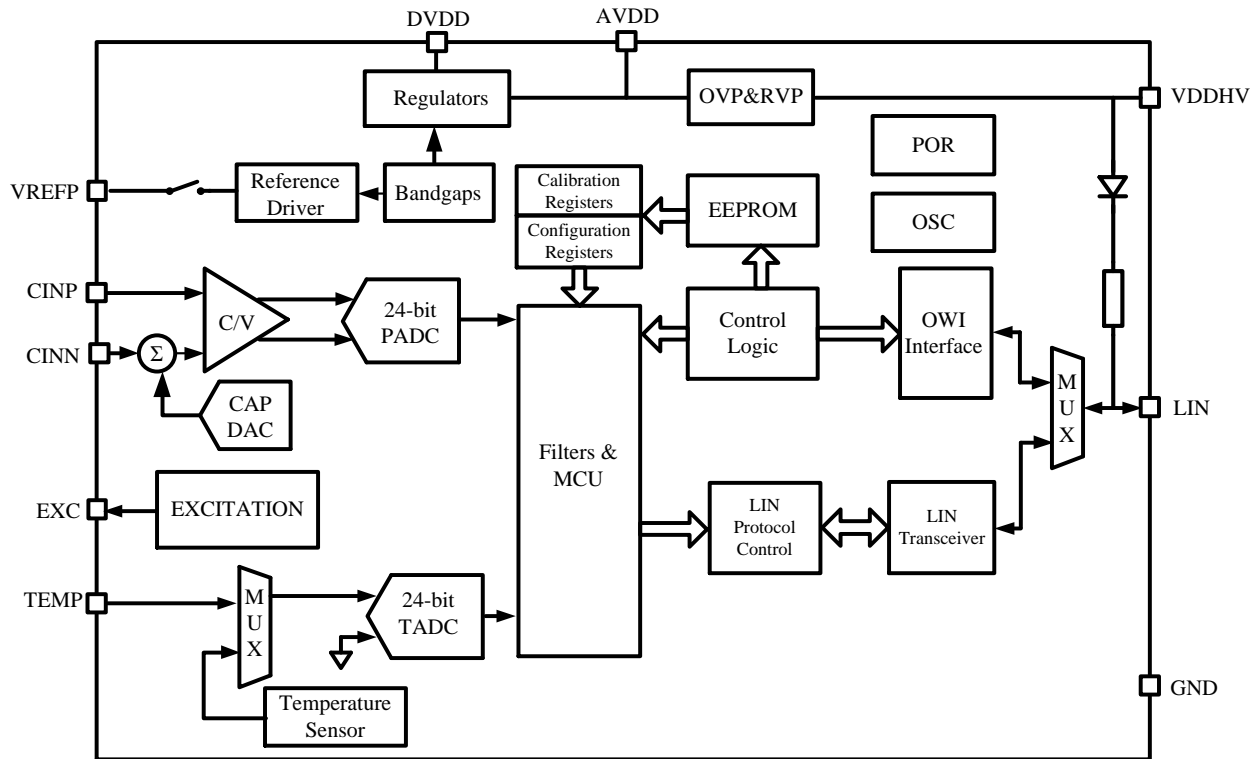 DVDD
AVDD
Regulators
OVP&RVP
VDDHV
POR
VREFP
Reference
Driver
Bandgaps
Calibration
Registers
Configuration
Registers
EEPROM
OSC
CINP
CINN
C/V
Σ
24-bit
PADC
CAP
DAC
Control
Logic
OWI
Interface
M
U
X
LIN
Filters &
MCU
EXC
EXCITATION
LIN
Protocol
Control
LIN
Transceiver
TEMP
M
U
X
24-bit
TADC
Temperature
Sensor
GND